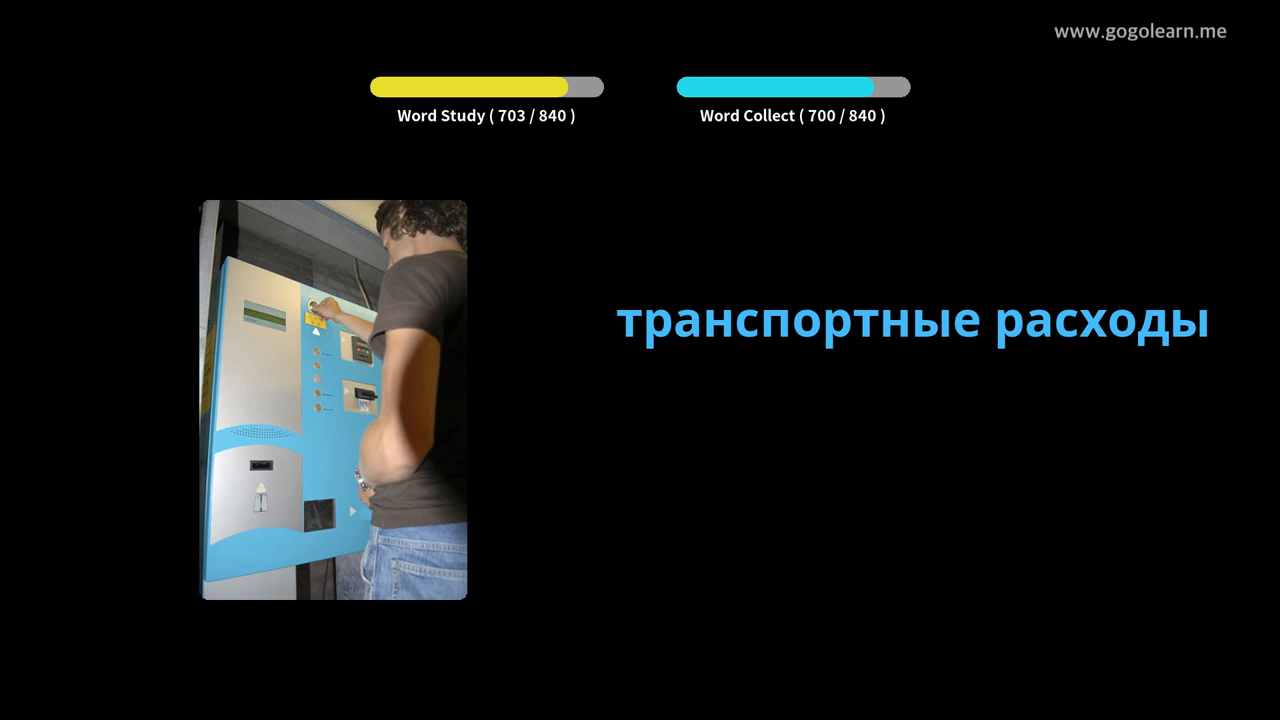 www.gogolearn.me
Word Study ( 703 / 840 )
Word Collect ( 700 / 840 )
транспортные расходы